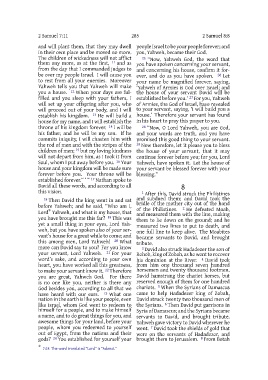 2 Samuel 7:11
285
2 Samuel 8:8
and will plant them, that they may dwell
in their own place and be moved no more.
The children of wickedness will not afflict
them any more, as at the first, 11 and as
from the day that I commanded judges to
be over my people Israel. I will cause you
to rest from all your enemies. Moreover
Yahweh tells you that Yahweh will make
you a house. 12 When your days are ful-
filled and you sleep with your fathers, I
will set up your offspring after you, who
will proceed out of your body, and I will
establish his kingdom. 13 He will build a
house for my name, and I will establish the
throne of his kingdom forever. 14 I will be
his father, and he will be my son. If he
commits iniquity, I will chasten him with
the rod of men and with the stripes of the
children of men; 15 but my loving kindness
will not depart from him, as I took it from
Saul, whom I put away before you. 16 Your
house and your kingdom will be made sure
forever before you. Your throne will be
established forever.”’” 17 Nathan spoke to
David all these words, and according to all
this vision.
18 Then David the king went in and sat
before Yahweh; and he said, “Who am I,
Lord* Yahweh, and what is my house, that
you have brought me this far? 19 This was
yet a small thing in your eyes, Lord Yah-
weh, but you have spoken also of your ser-
vant’s house for a great while to come; and
this among men, Lord Yahweh! 20 What
more can David say to you? For you know
your servant, Lord Yahweh. 21 For your
word’s sake, and according to your own
heart, you have worked all this greatness,
to make your servant know it. 22 Therefore
you are great, Yahweh God. For there
is no one like you, neither is there any
God besides you, according to all that we
have heard with our ears. 23 What one
nation in the earth is like your people, even
like Israel, whom God went to redeem to
himself for a people, and to make himself
a name, and to do great things for you, and
awesome things for your land, before your
people, whom you redeemed to yourself
out of Egypt, from the nations and their
gods? 24 You established for yourself your
people Israel to be your people forever; and
you, Yahweh, became their God.
25 “Now, Yahweh God, the word that
you have spoken concerning your servant,
and concerning his house, confirm it for-
ever, and do as you have spoken. 26 Let
your name be magnified forever, saying,
‘Yahweh of Armies is God over Israel; and
the house of your servant David will be
established before you.’ 27 For you, Yahweh
of Armies, the God of Israel, have revealed
to your servant, saying, ‘I will build you a
house.’ Therefore your servant has found
in his heart to pray this prayer to you.
28 “Now, O Lord Yahweh, you are God,
and your words are truth, and you have
promised this good thing to your servant.
29 Now therefore, let it please you to bless
the house of your servant, that it may
continue forever before you; for you, Lord
Yahweh, have spoken it. Let the house of
your servant be blessed forever with your
blessing.”
8
1 After this, David struck the Philistines
and subdued them; and David took the
bridle of the mother city out of the hand
of the Philistines. 2 He defeated Moab,
and measured them with the line, making
them to lie down on the ground; and he
measured two lines to put to death, and
one full line to keep alive. The Moabites
became servants to David, and brought
tribute.
3 David also struck Hadadezer the son of
Rehob, king of Zobah, as he went to recover
his dominion at the River. 4 David took
from him one thousand seven hundred
horsemen and twenty thousand footmen.
David hamstrung the chariot horses, but
reserved enough of them for one hundred
chariots. 5 When the Syrians of Damascus
came to help Hadadezer king of Zobah,
David struck twenty two thousand men of
the Syrians. 6 Then David put garrisons in
Syria of Damascus; and the Syrians became
servants to David, and brought tribute.
Yahweh gave victory to David wherever he
went. 7 David took the shields of gold that
were on the servants of Hadadezer, and
brought them to Jerusalem. 8 From Betah